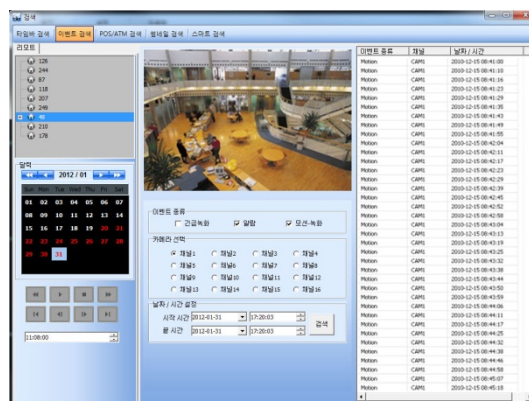 검색
타임바 검색 이벤트 검색 POS/ATM 검색 썸네일 검색 스마트 검색
리모트
126
244
67
118
207
246
48
210
178
달력
2012 / 01
Sun Mon Tue Wed Thu Fri Sat
01 02 03 04 05 06 07
08 09 10 11 12 13 14
15 16 17 18 19 20 21
22 23 24 25 26 27 28
29 30 31
11:08:00
이벤트 종류
긴급녹화 알람 모션-녹화
카메라 선택
채널1 채널2 채널3 채널4
채널5 채널6 채널7 채널8
채널9 채널10 채널11 채널12
채널13 채널14 채널15 채널16
날짜 / 시간 설정
시작 시간 2012-01-31 17:20:03
끝 시간 2012-01-31 17:20:03
검색
이벤트 종류 채널 날짜 / 시간
Motion CAM1 2010-12-15 08:41:00
Motion CAM1 2010-12-15 08:41:10
Motion CAM1 2010-12-15 08:41:16
Motion CAM1 2010-12-15 08:41:23
Motion CAM1 2010-12-15 08:41:29
Motion CAM1 2010-12-15 08:41:35
Motion CAM1 2010-12-15 08:41:43
Motion CAM1 2010-12-15 08:41:49
Motion CAM1 2010-12-15 08:41:55
Motion CAM1 2010-12-15 08:42:04
Motion CAM1 2010-12-15 08:42:11
Motion CAM1 2010-12-15 08:42:17
Motion CAM1 2010-12-15 08:42:23
Motion CAM1 2010-12-15 08:42:29
Motion CAM1 2010-12-15 08:42:39
Motion CAM1 2010-12-15 08:42:45
Motion CAM1 2010-12-15 08:42:52
Motion CAM1 2010-12-15 08:42:58
Motion CAM1 2010-12-15 08:43:04
Motion CAM1 2010-12-15 08:43:13
Motion CAM1 2010-12-15 08:43:19
Motion CAM1 2010-12-15 08:43:25
Motion CAM1 2010-12-15 08:43:32
Motion CAM1 2010-12-15 08:43:38
Motion CAM1 2010-12-15 08:43:44
Motion CAM1 2010-12-15 08:43:50
Motion CAM1 2010-12-15 08:43:59
Motion CAM1 2010-12-15 08:44:06
Motion CAM1 2010-12-15 08:44:11
Motion CAM1 2010-12-15 08:44:17
Motion CAM1 2010-12-15 08:44:25
Motion CAM1 2010-12-15 08:44:32
Motion CAM1 2010-12-15 08:44:38
Motion CAM1 2010-12-15 08:44:46
Motion CAM1 2010-12-15 08:44:58
Motion CAM1 2010-12-15 08:45:07
Motion CAM1 2010-12-15 08:45:18